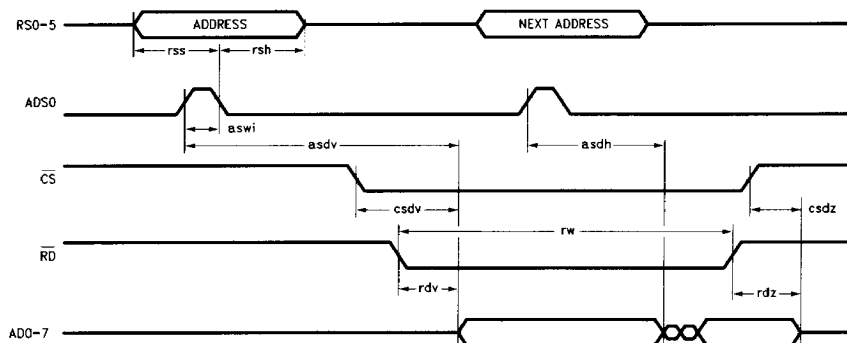 RS0-5 ADDRESS NEXT ADDRESS
rss rsh
ADS0
aswi
asdv asdh
CS
csdv csdz
rw
RD
rdv rdz
AD0-7